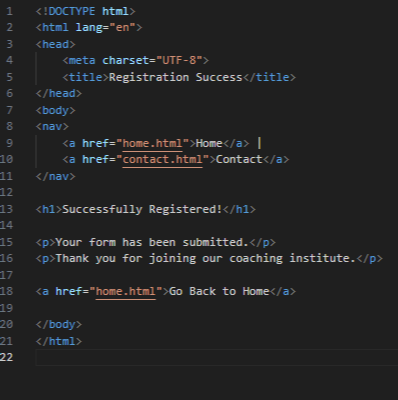 1 <!DOCTYPE html>
2 <html lang="en">
3 <head>
4     <meta charset="UTF-8">
5     <title>Registration Success</title>
6 </head>
7 <body>
8 <nav>
9     <a href="home.html">Home</a> |
10     <a href="contact.html">Contact</a>
11 </nav>
12
13 <h1>Successfully Registered!</h1>
14
15 <p>Your form has been submitted.</p>
16 <p>Thank you for joining our coaching institute.</p>
17
18 <a href="home.html">Go Back to Home</a>
19
20 </body>
21 </html>
22